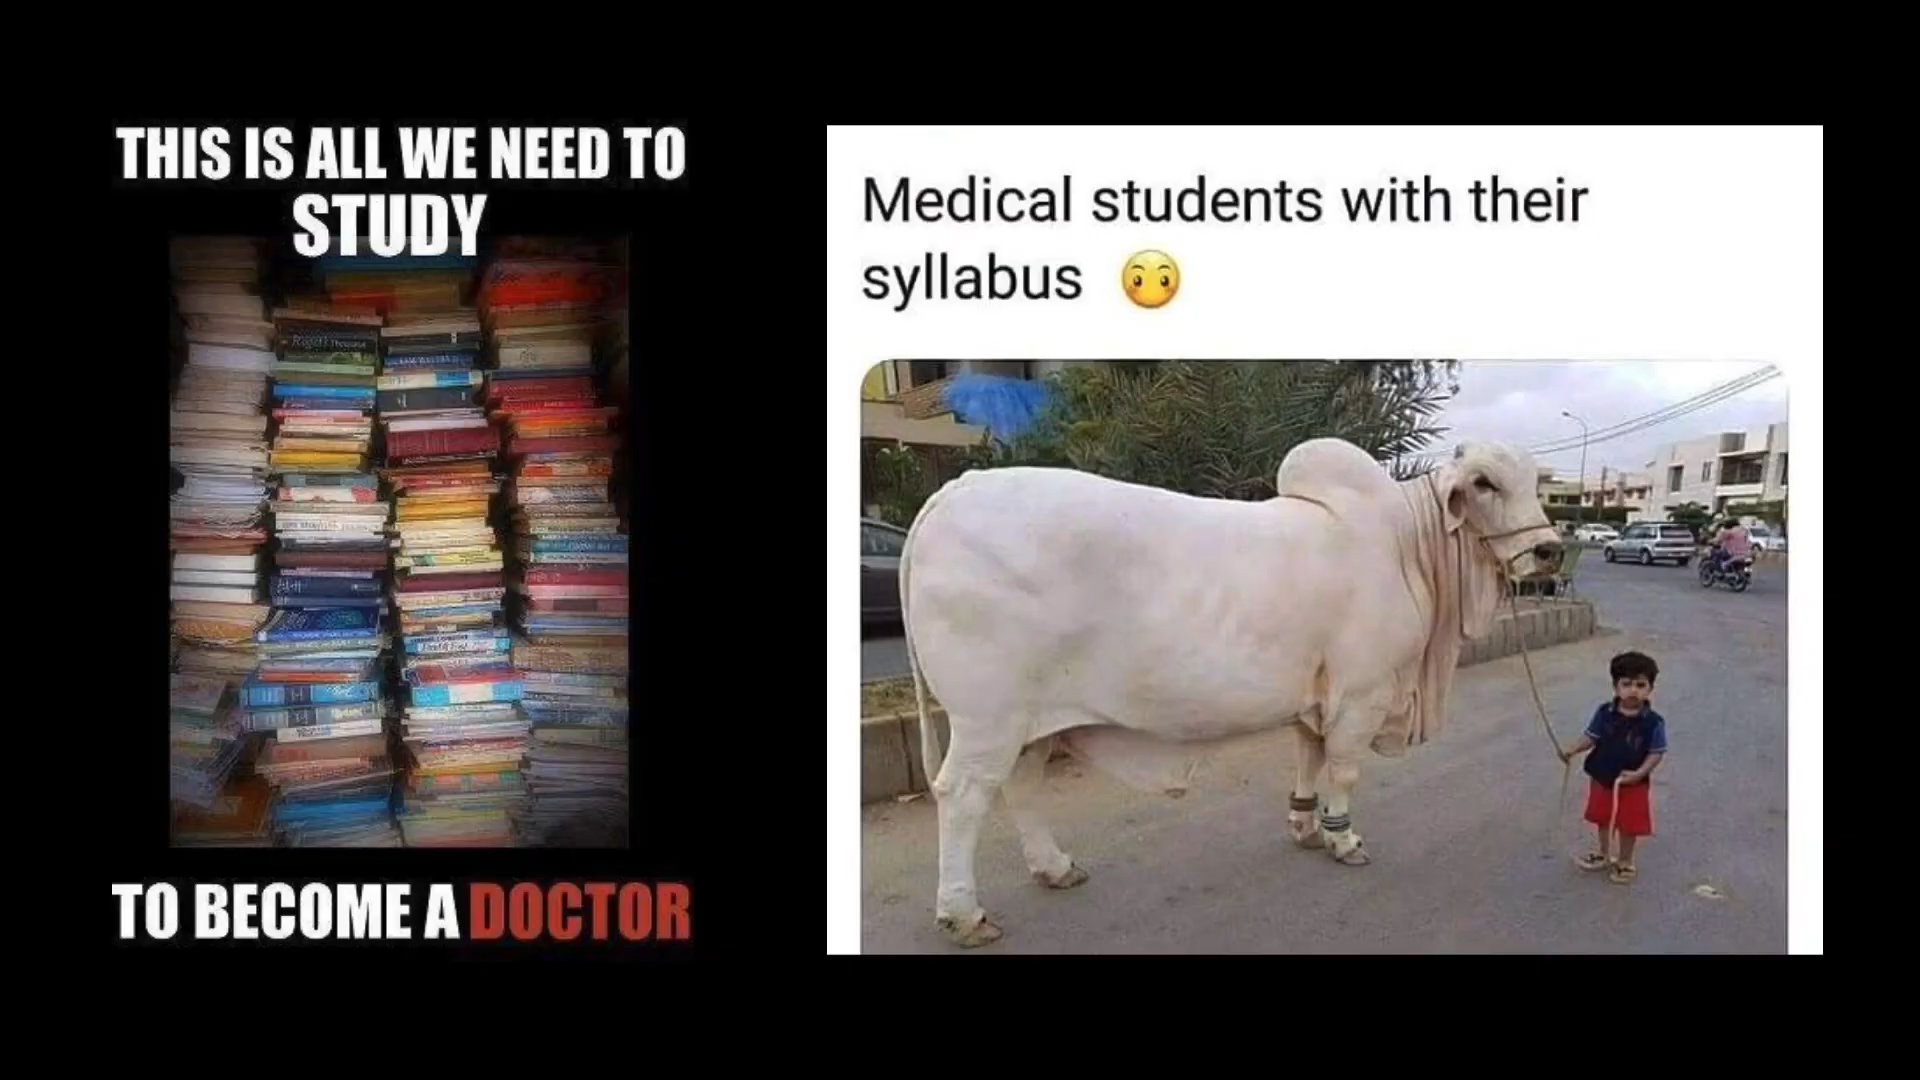 THIS IS ALL WE NEED TO
STUDY
TO BECOME A DOCTOR
Medical students with their
syllabus 😶